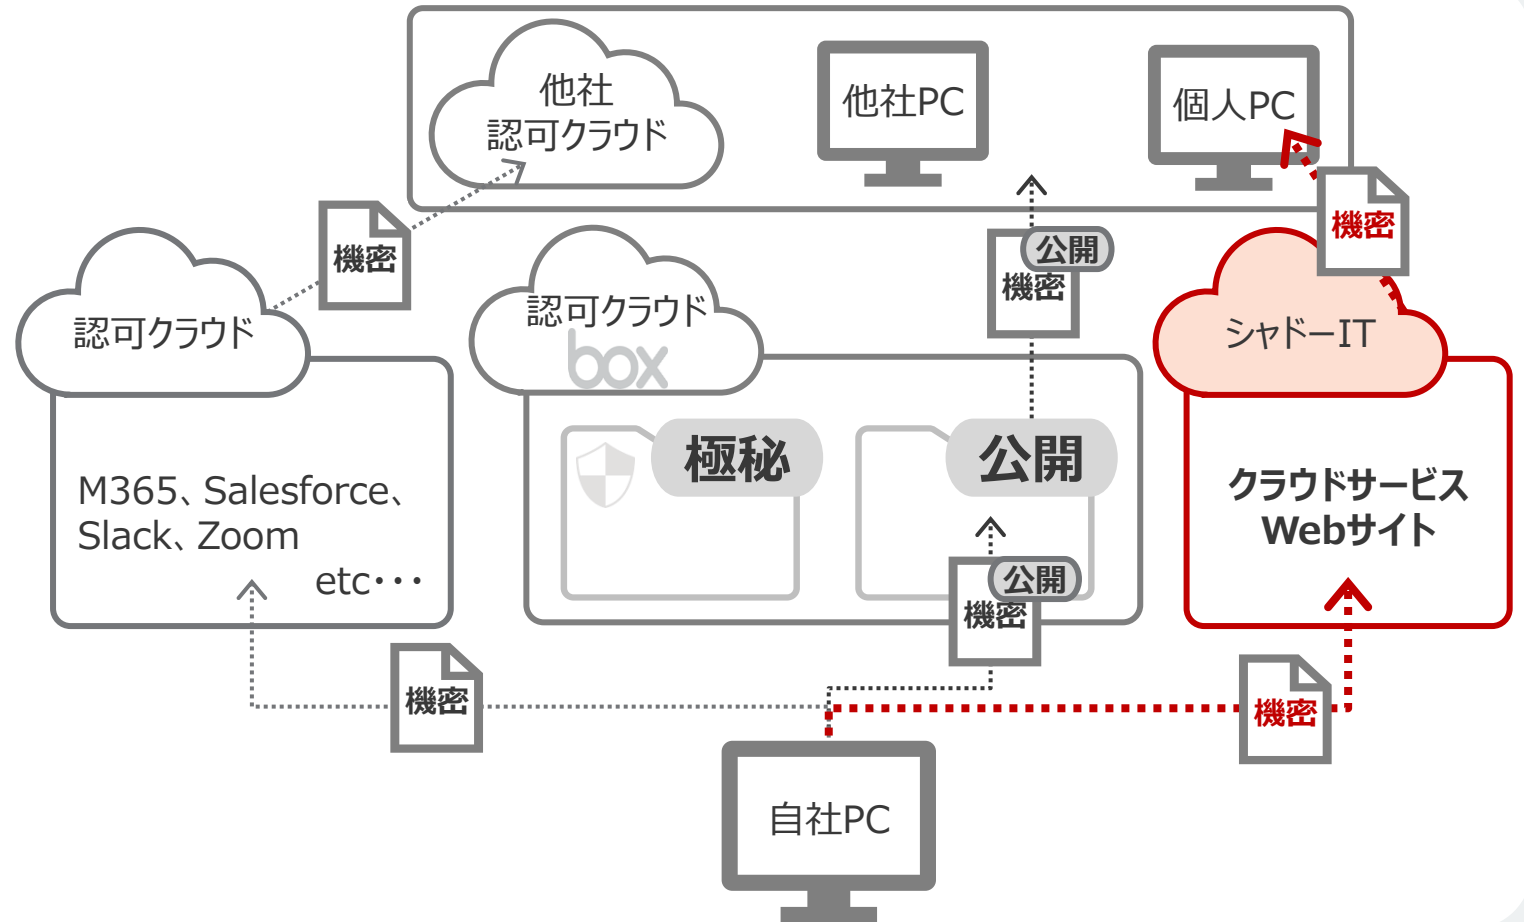 他社
認可クラウド
他社PC
個人PC
機密
公開
機密
機密
認可クラウド
認可クラウド
box
シャドーIT
極秘
公開
M365、Salesforce、
Slack、Zoom
etc・・・
クラウドサービス
Webサイト
公開
機密
機密
機密
自社PC